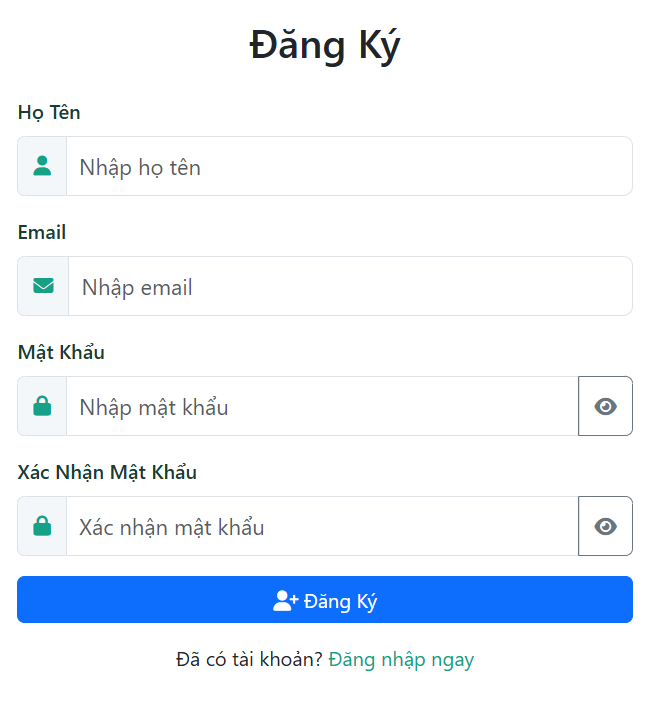 Đăng Ký
Họ Tên
Nhập họ tên
Email
Nhập email
Mật Khẩu
Nhập mật khẩu
Xác Nhận Mật Khẩu
Xác nhận mật khẩu
Đăng Ký
Đã có tài khoản? Đăng nhập ngay